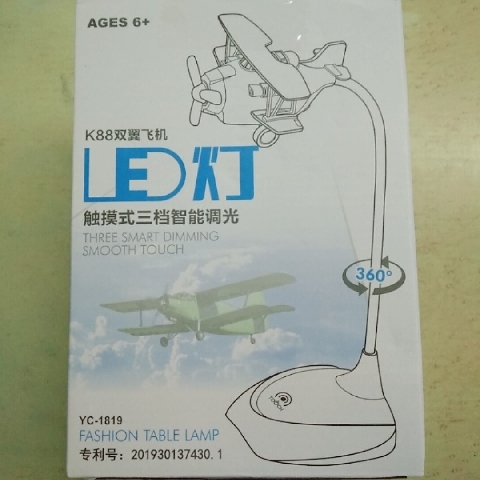 AGES 6+
K88双翼飞机
LED灯
触摸式三档智能调光
THREE SMART DIMMING
SMOOTH TOUCH
360°
YC-1819
FASHION TABLE LAMP
专利号: 201930137430.1